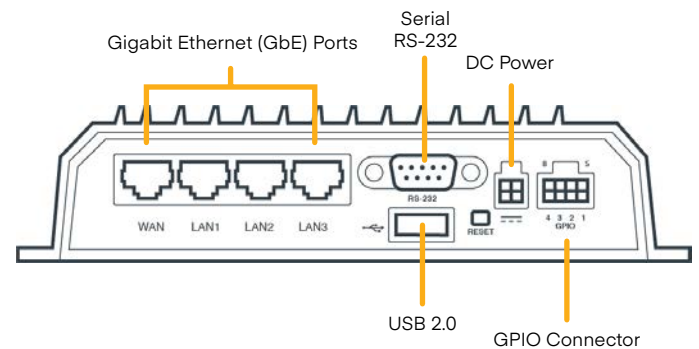 Serial
RS-232
Gigabit Ethernet (GbE) Ports
DC Power
8 5
RS-232
WAN LAN1 LAN2 LAN3
RESET
4 3 2 1
GPIO
USB 2.0
GPIO Connector